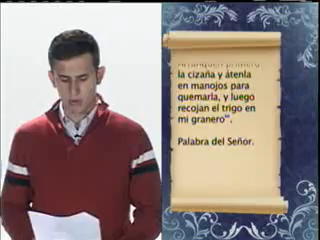 la cizaña y átenla
en manojos para
quemarla, y luego
recojan el trigo en
mi granero".
Palabra del Señor.